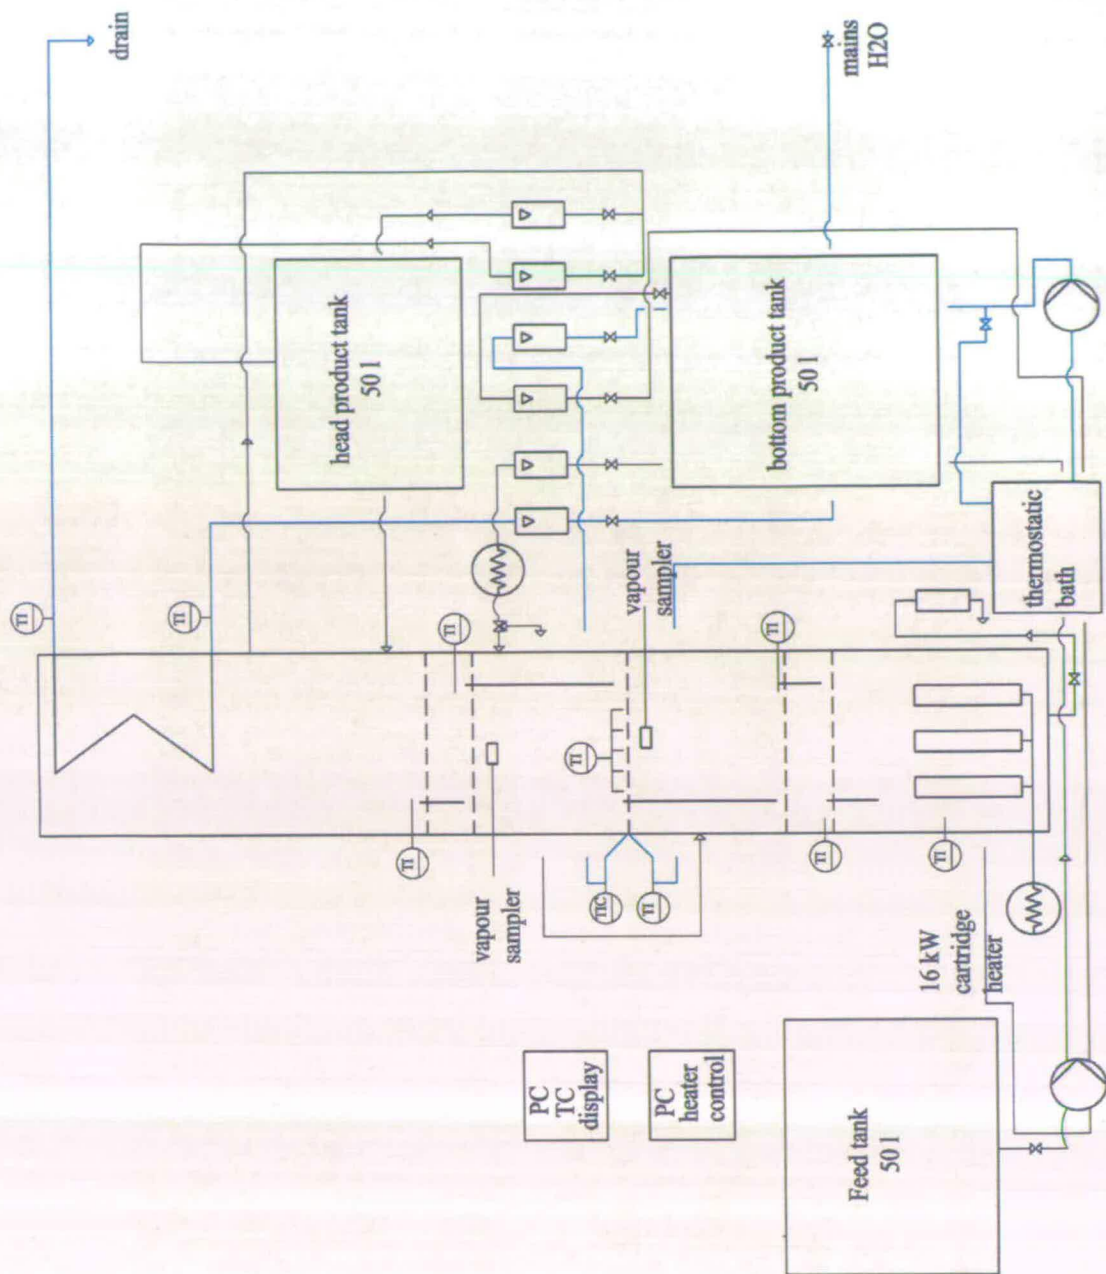 drain
mains
H2O
TI
TI
head product tank
50 l
bottom product tank
50 l
vapour
sampler
thermostatic
bath
TI
TI
TI
TI
TI
TI
TIC
TI
vapour
sampler
16 kW
cartridge
heater
PC
TC
display
PC
heater
control
Feed tank
50 l